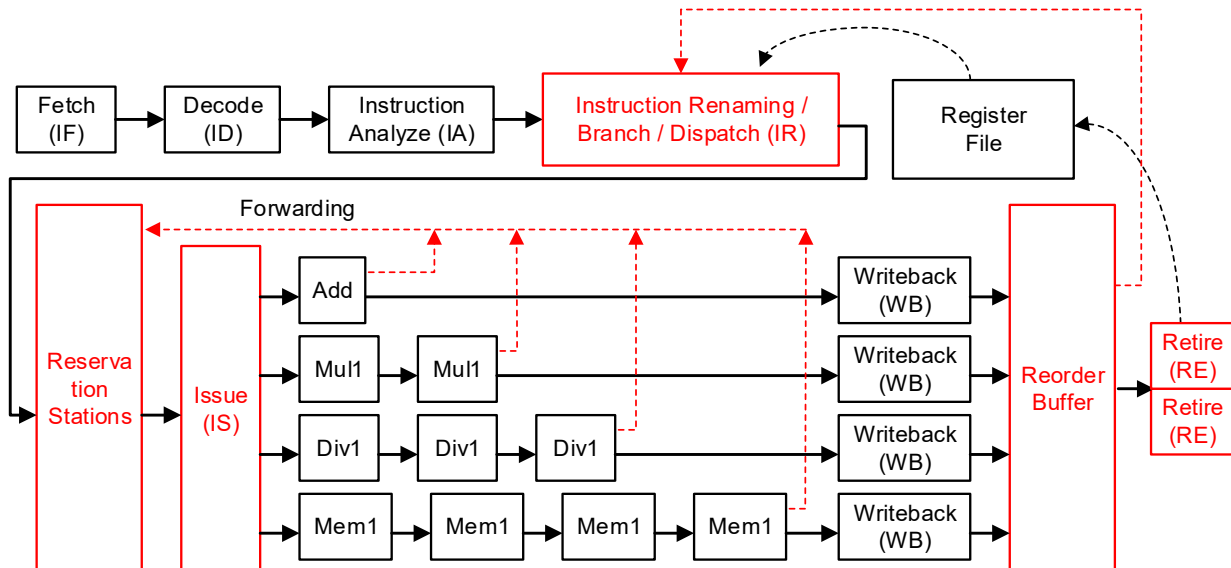 Fetch
(IF)
Decode
(ID)
Instruction
Analyze (IA)
Instruction Renaming /
Branch / Dispatch (IR)
Register
File
Forwarding
Reserva
tion
Stations
Issue
(IS)
Add
Writeback
(WB)
Mul1
Mul1
Writeback
(WB)
Div1
Div1
Div1
Writeback
(WB)
Mem1
Mem1
Mem1
Mem1
Writeback
(WB)
Reorder
Buffer
Retire
(RE)
Retire
(RE)